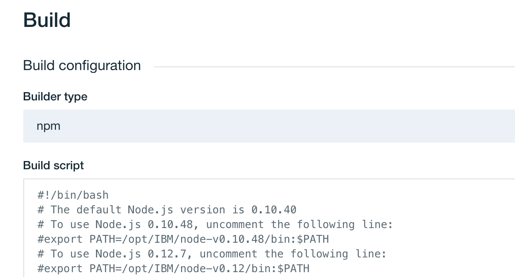 Build
Build configuration
Builder type
npm
Build script
#!/bin/bash
# The default Node.js version is 0.10.40
# To use Node.js 0.10.48, uncomment the following line:
#export PATH=/opt/IBM/node-v0.10.48/bin:$PATH
# To use Node.js 0.12.7, uncomment the following line:
#export PATH=/opt/IBM/node-v0.12/bin:$PATH